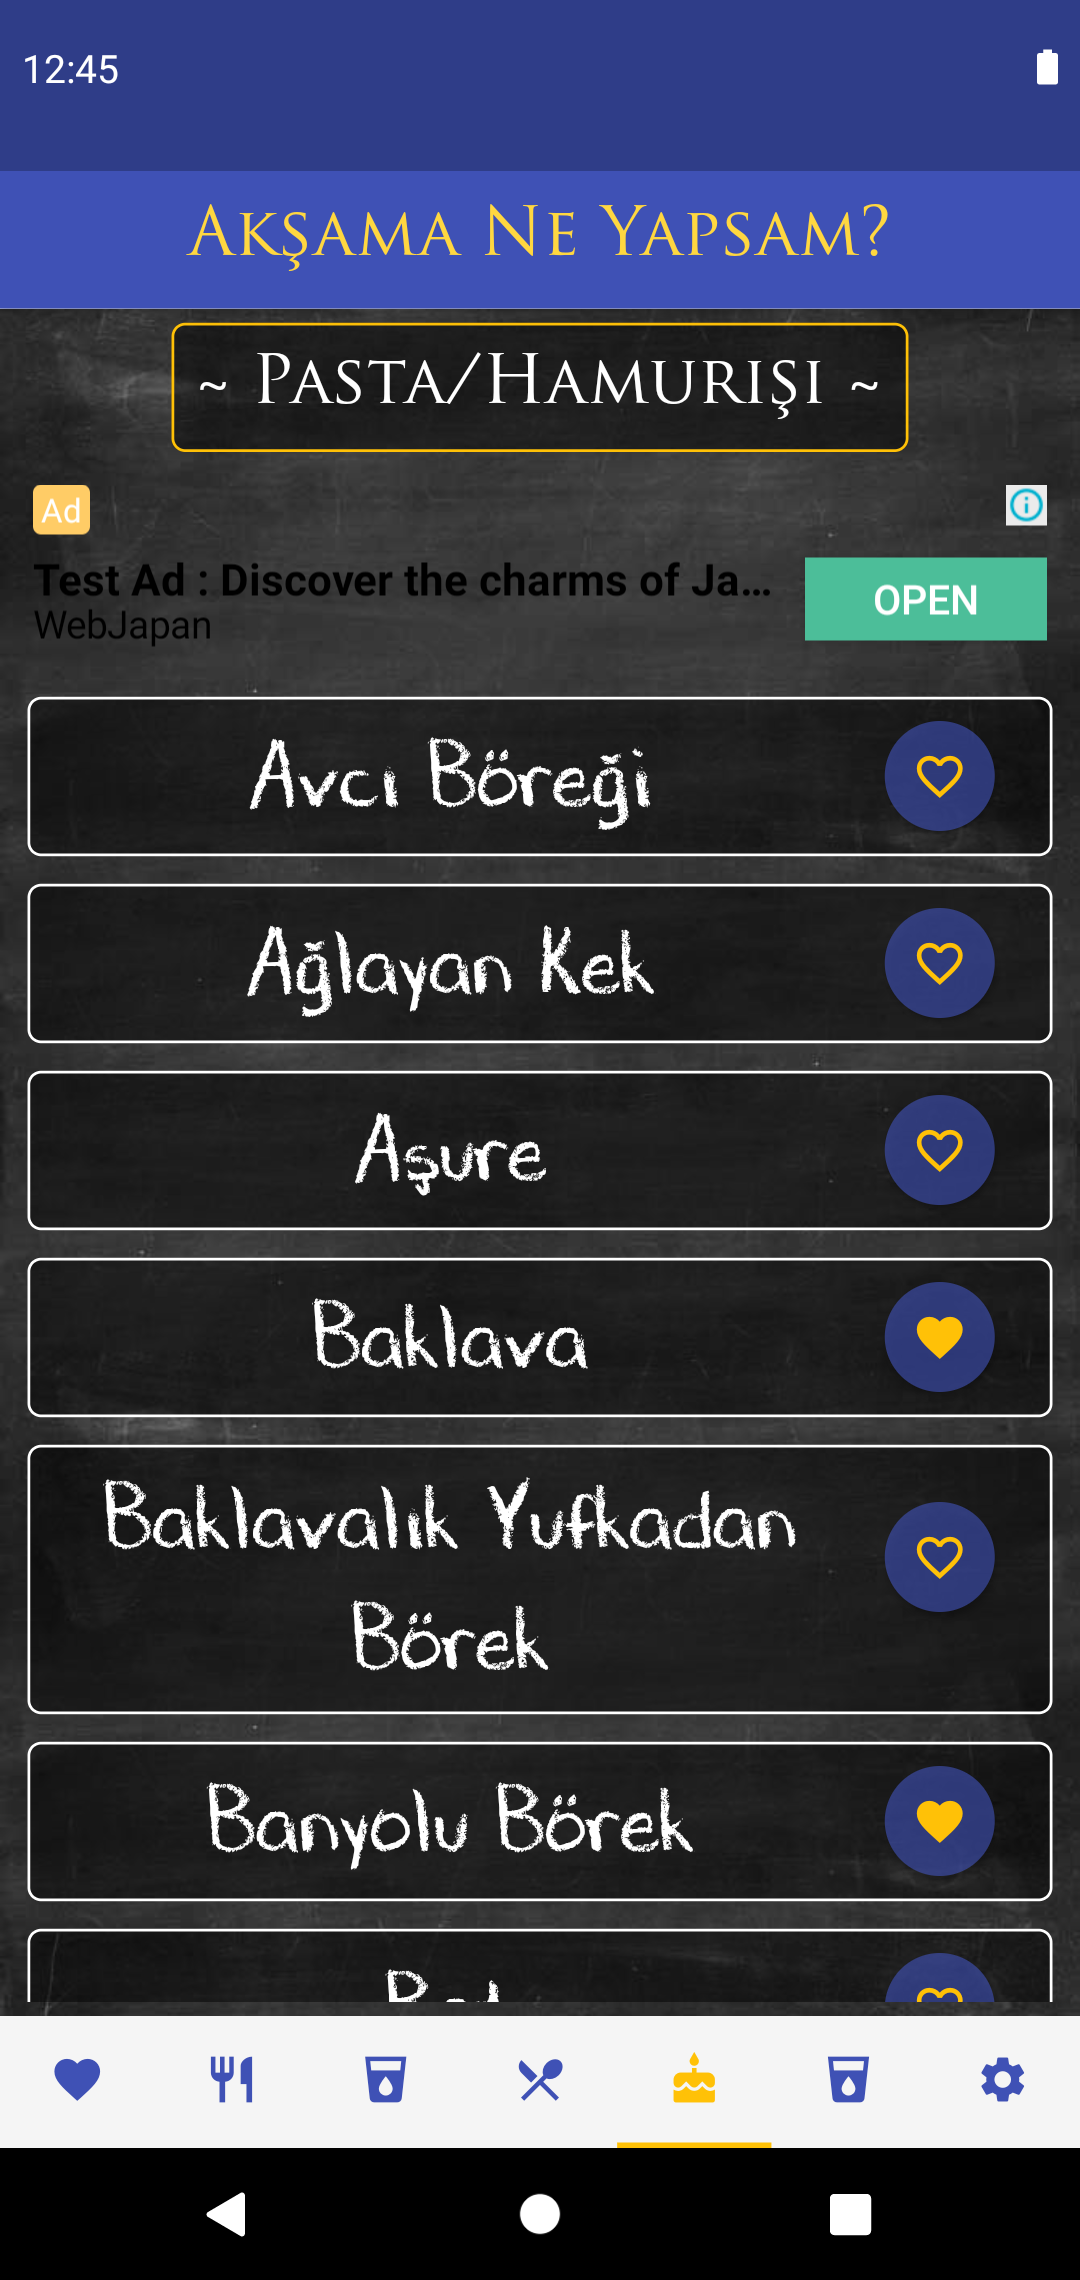 12:45
Akşama Ne Yapsam?
~ Pasta/Hamurişi ~
Ad
Test Ad : Discover the charms of Ja...
WebJapan
OPEN
Avcı Böreği
Ağlayan Kek
Aşure
Baklava
Baklavalık Yufkadan
Börek
Banyolu Börek